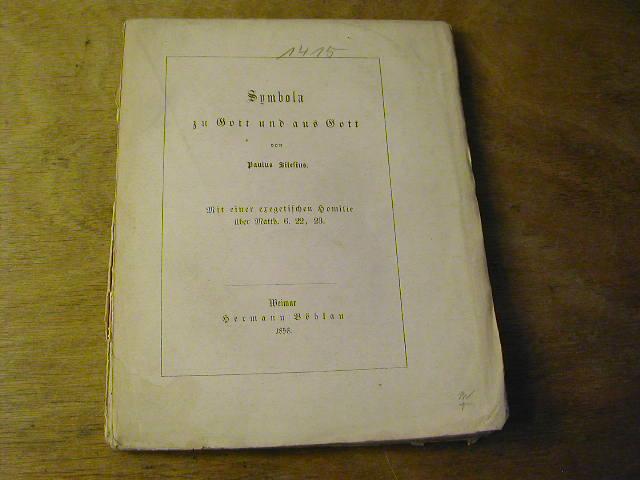 1415
Symbola
zu Gott und aus Gott
von
Paulus Silesius.
Mit einer exegetischen Homilie
über Matth. 6. 22, 23.
Weimar
Hermann Böhlau
1858.